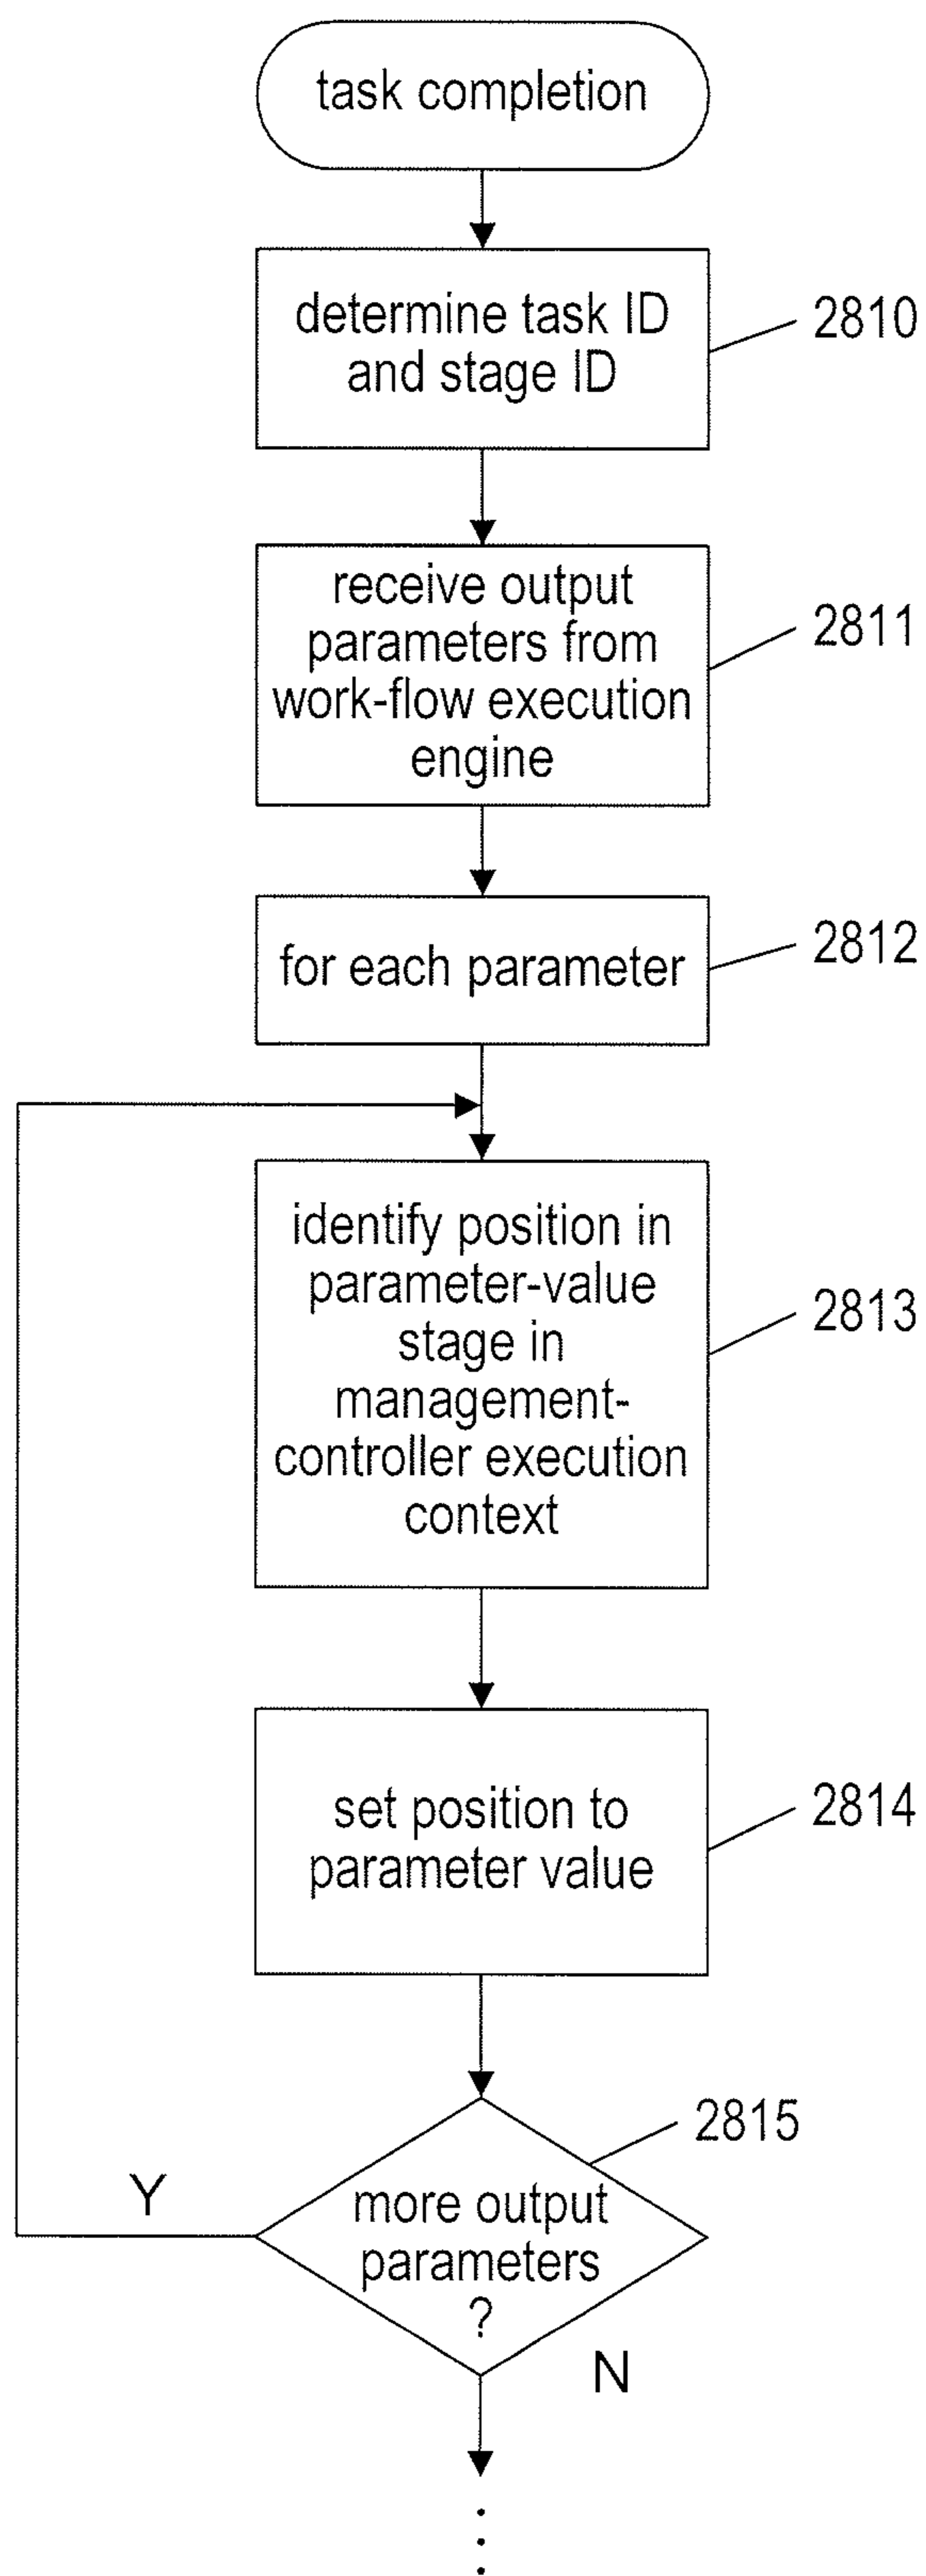 task completion
determine task ID
and stage ID
2810
receive output
parameters from
work-flow execution
engine
2811
for each parameter
2812
identify position in
parameter-value
stage in
management-
controller execution
context
2813
set position to
parameter value
2814
2815
more output
parameters
?
Y
N